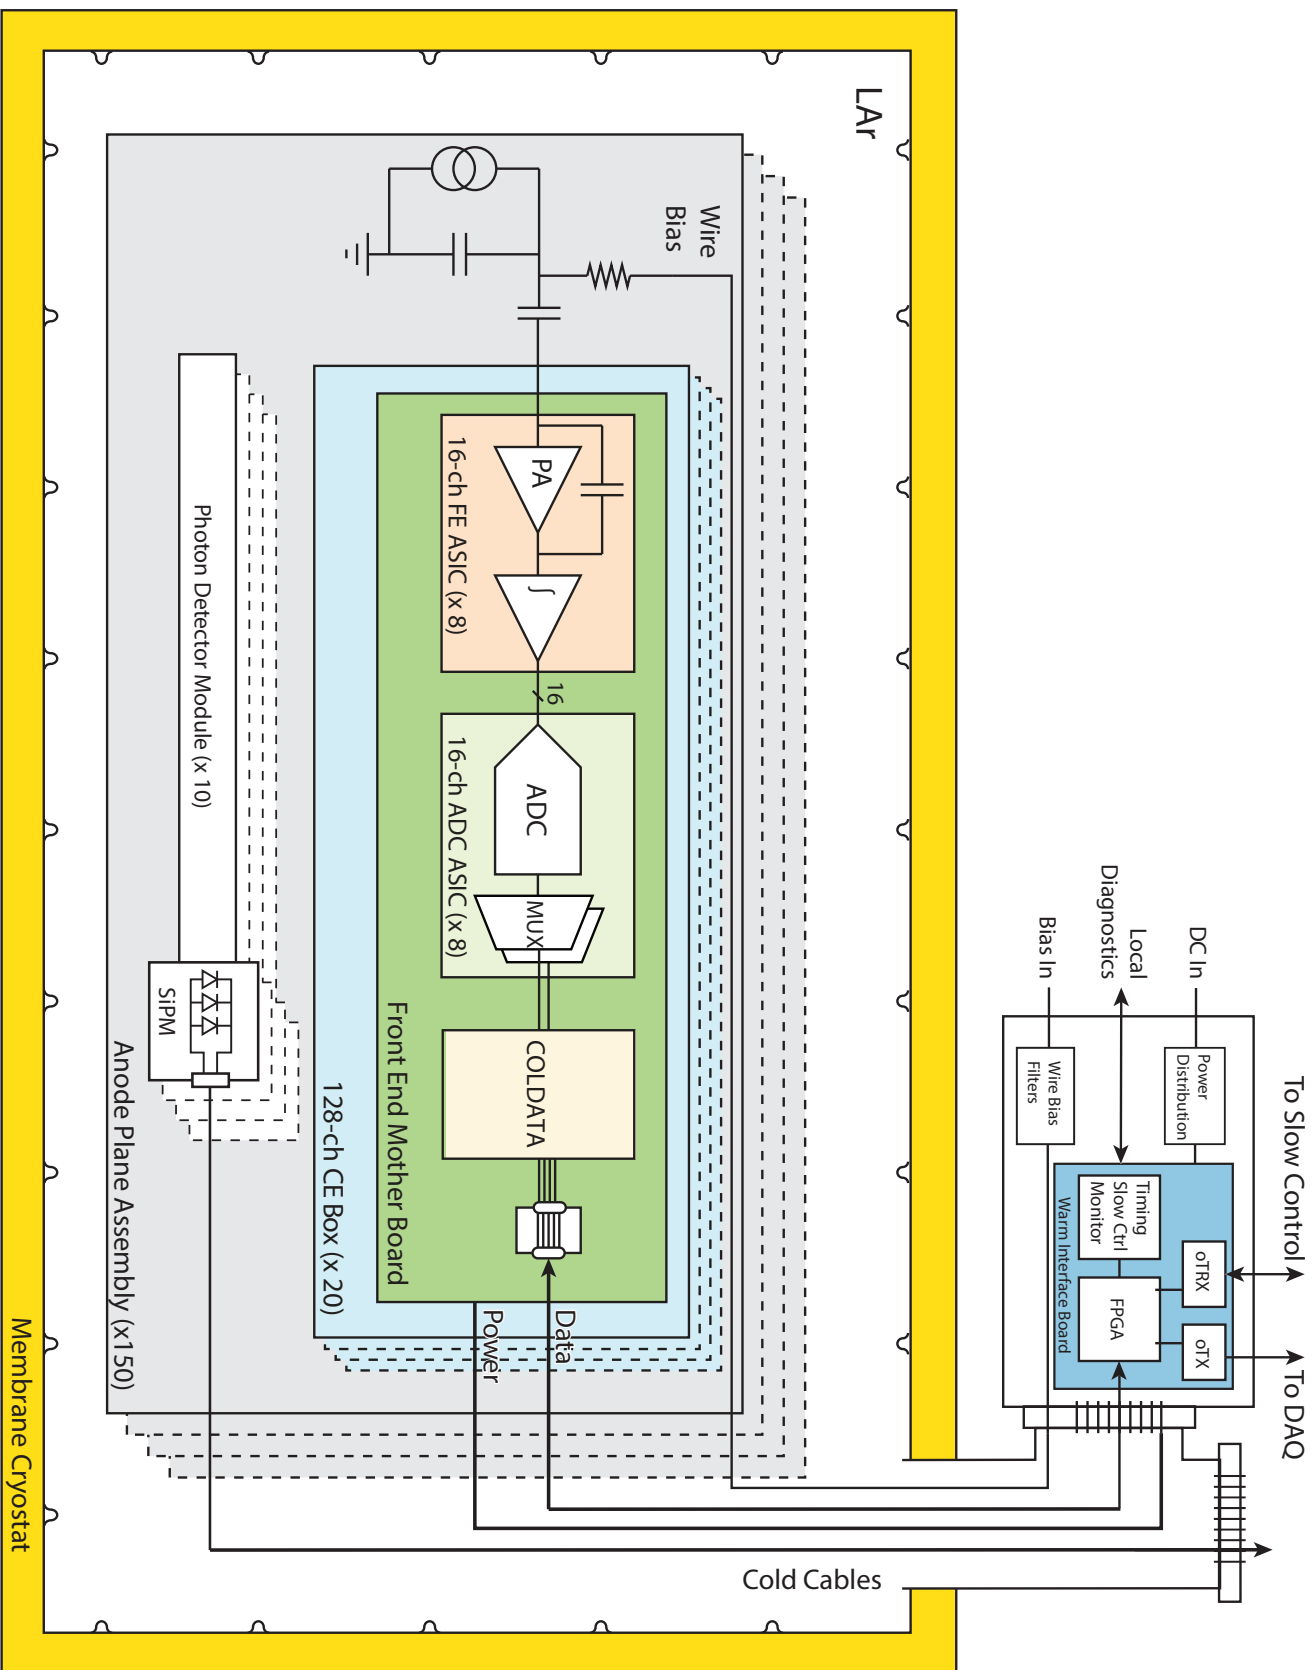 LAr
Wire
Bias
PA
∫
16-ch FE ASIC (x 8)
16
ADC
MUX
16-ch ADC ASIC (x 8)
COLDATA
Front End Mother Board
128-ch CE Box (x 20)
Data
Power
Photon Detector Module (x 10)
SiPM
Anode Plane Assembly (x150)
Membrane Cryostat
Cold Cables
DC In
Local
Diagnostics
Bias In
Power
Distribution
Wire Bias
Filters
Timing
Slow Ctrl
Monitor
FPGA
oTRX
oTX
Warm Interface Board
To Slow Control
To DAQ